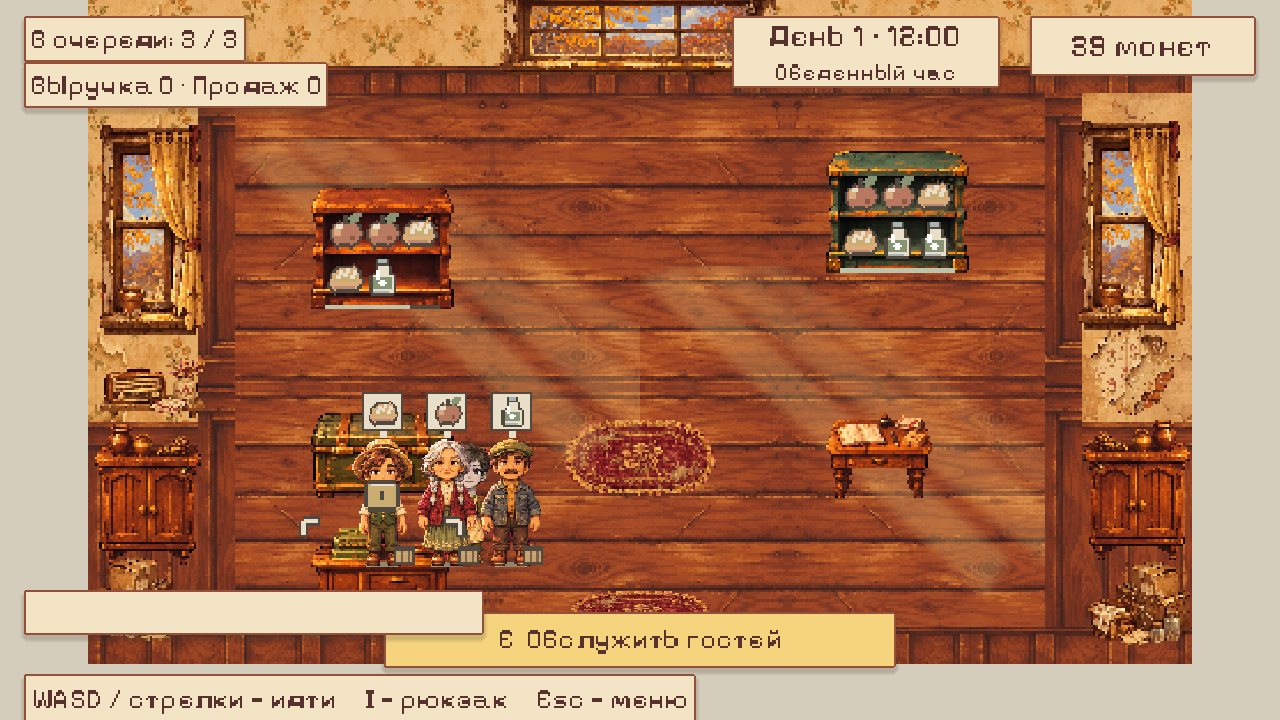 В очереди: 3 / 3
Выручка 0 · Продаж 0
День 1 · 12:00
Обеденный час
39 монет
E Обслужить гостей
WASD / стрелки - идти I - рюкзак Esc - меню